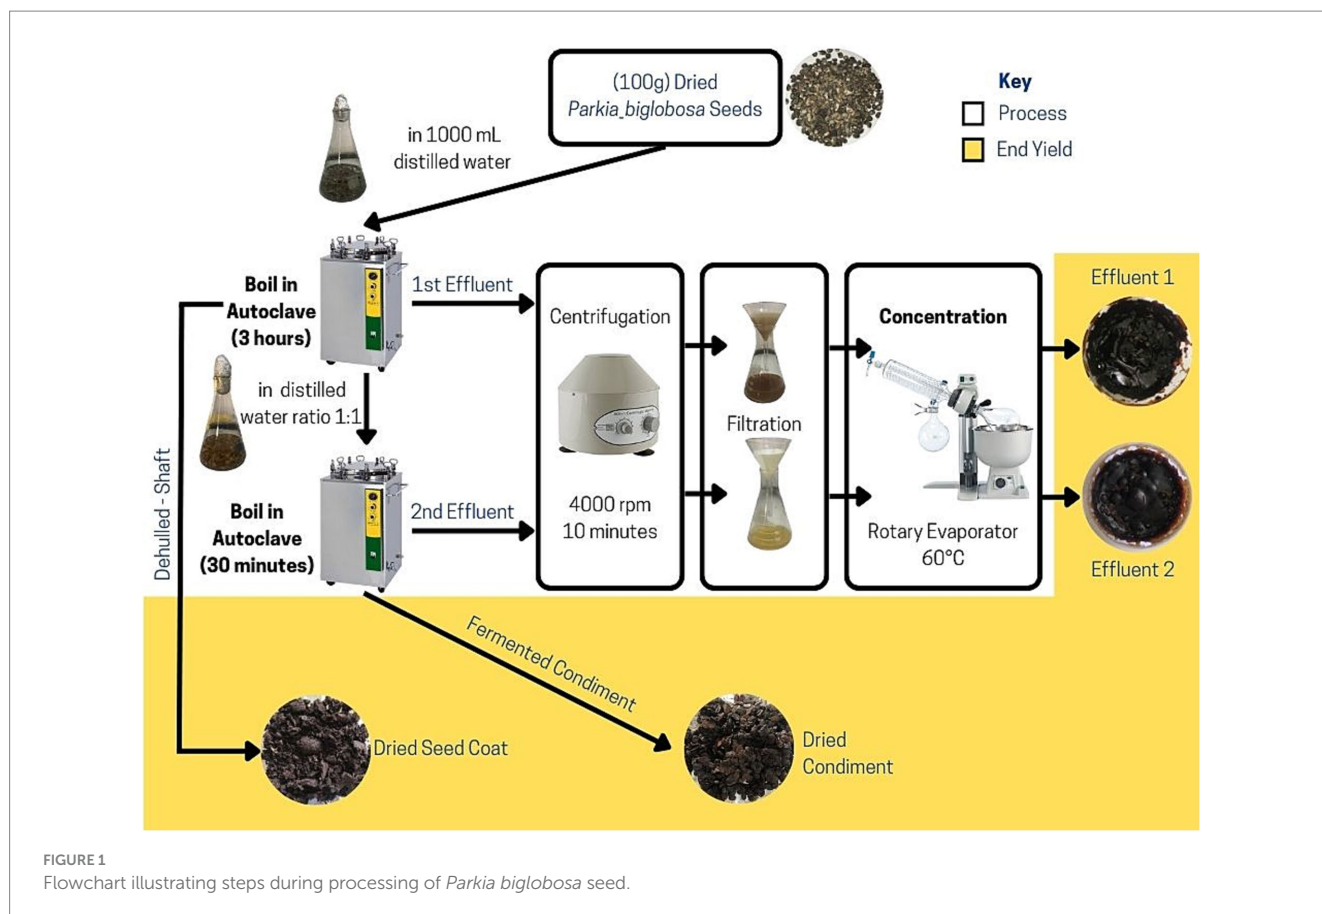 (100g) Dried
Parkia_biglobosa Seeds
Key
Process
End Yield
in 1000 mL
distilled water
Boil in
Autoclave
(3 hours)
1st Effluent
in distilled
water ratio 1:1
Boil in
Autoclave
(30 minutes)
2nd Effluent
Dehulled - Shaft
Centrifugation
4000 rpm
10 minutes
Filtration
Concentration
Rotary Evaporator
60°C
Effluent 1
Effluent 2
Fermented Condiment
Dried Seed Coat
Dried
Condiment
FIGURE 1
Flowchart illustrating steps during processing of Parkia biglobosa seed.